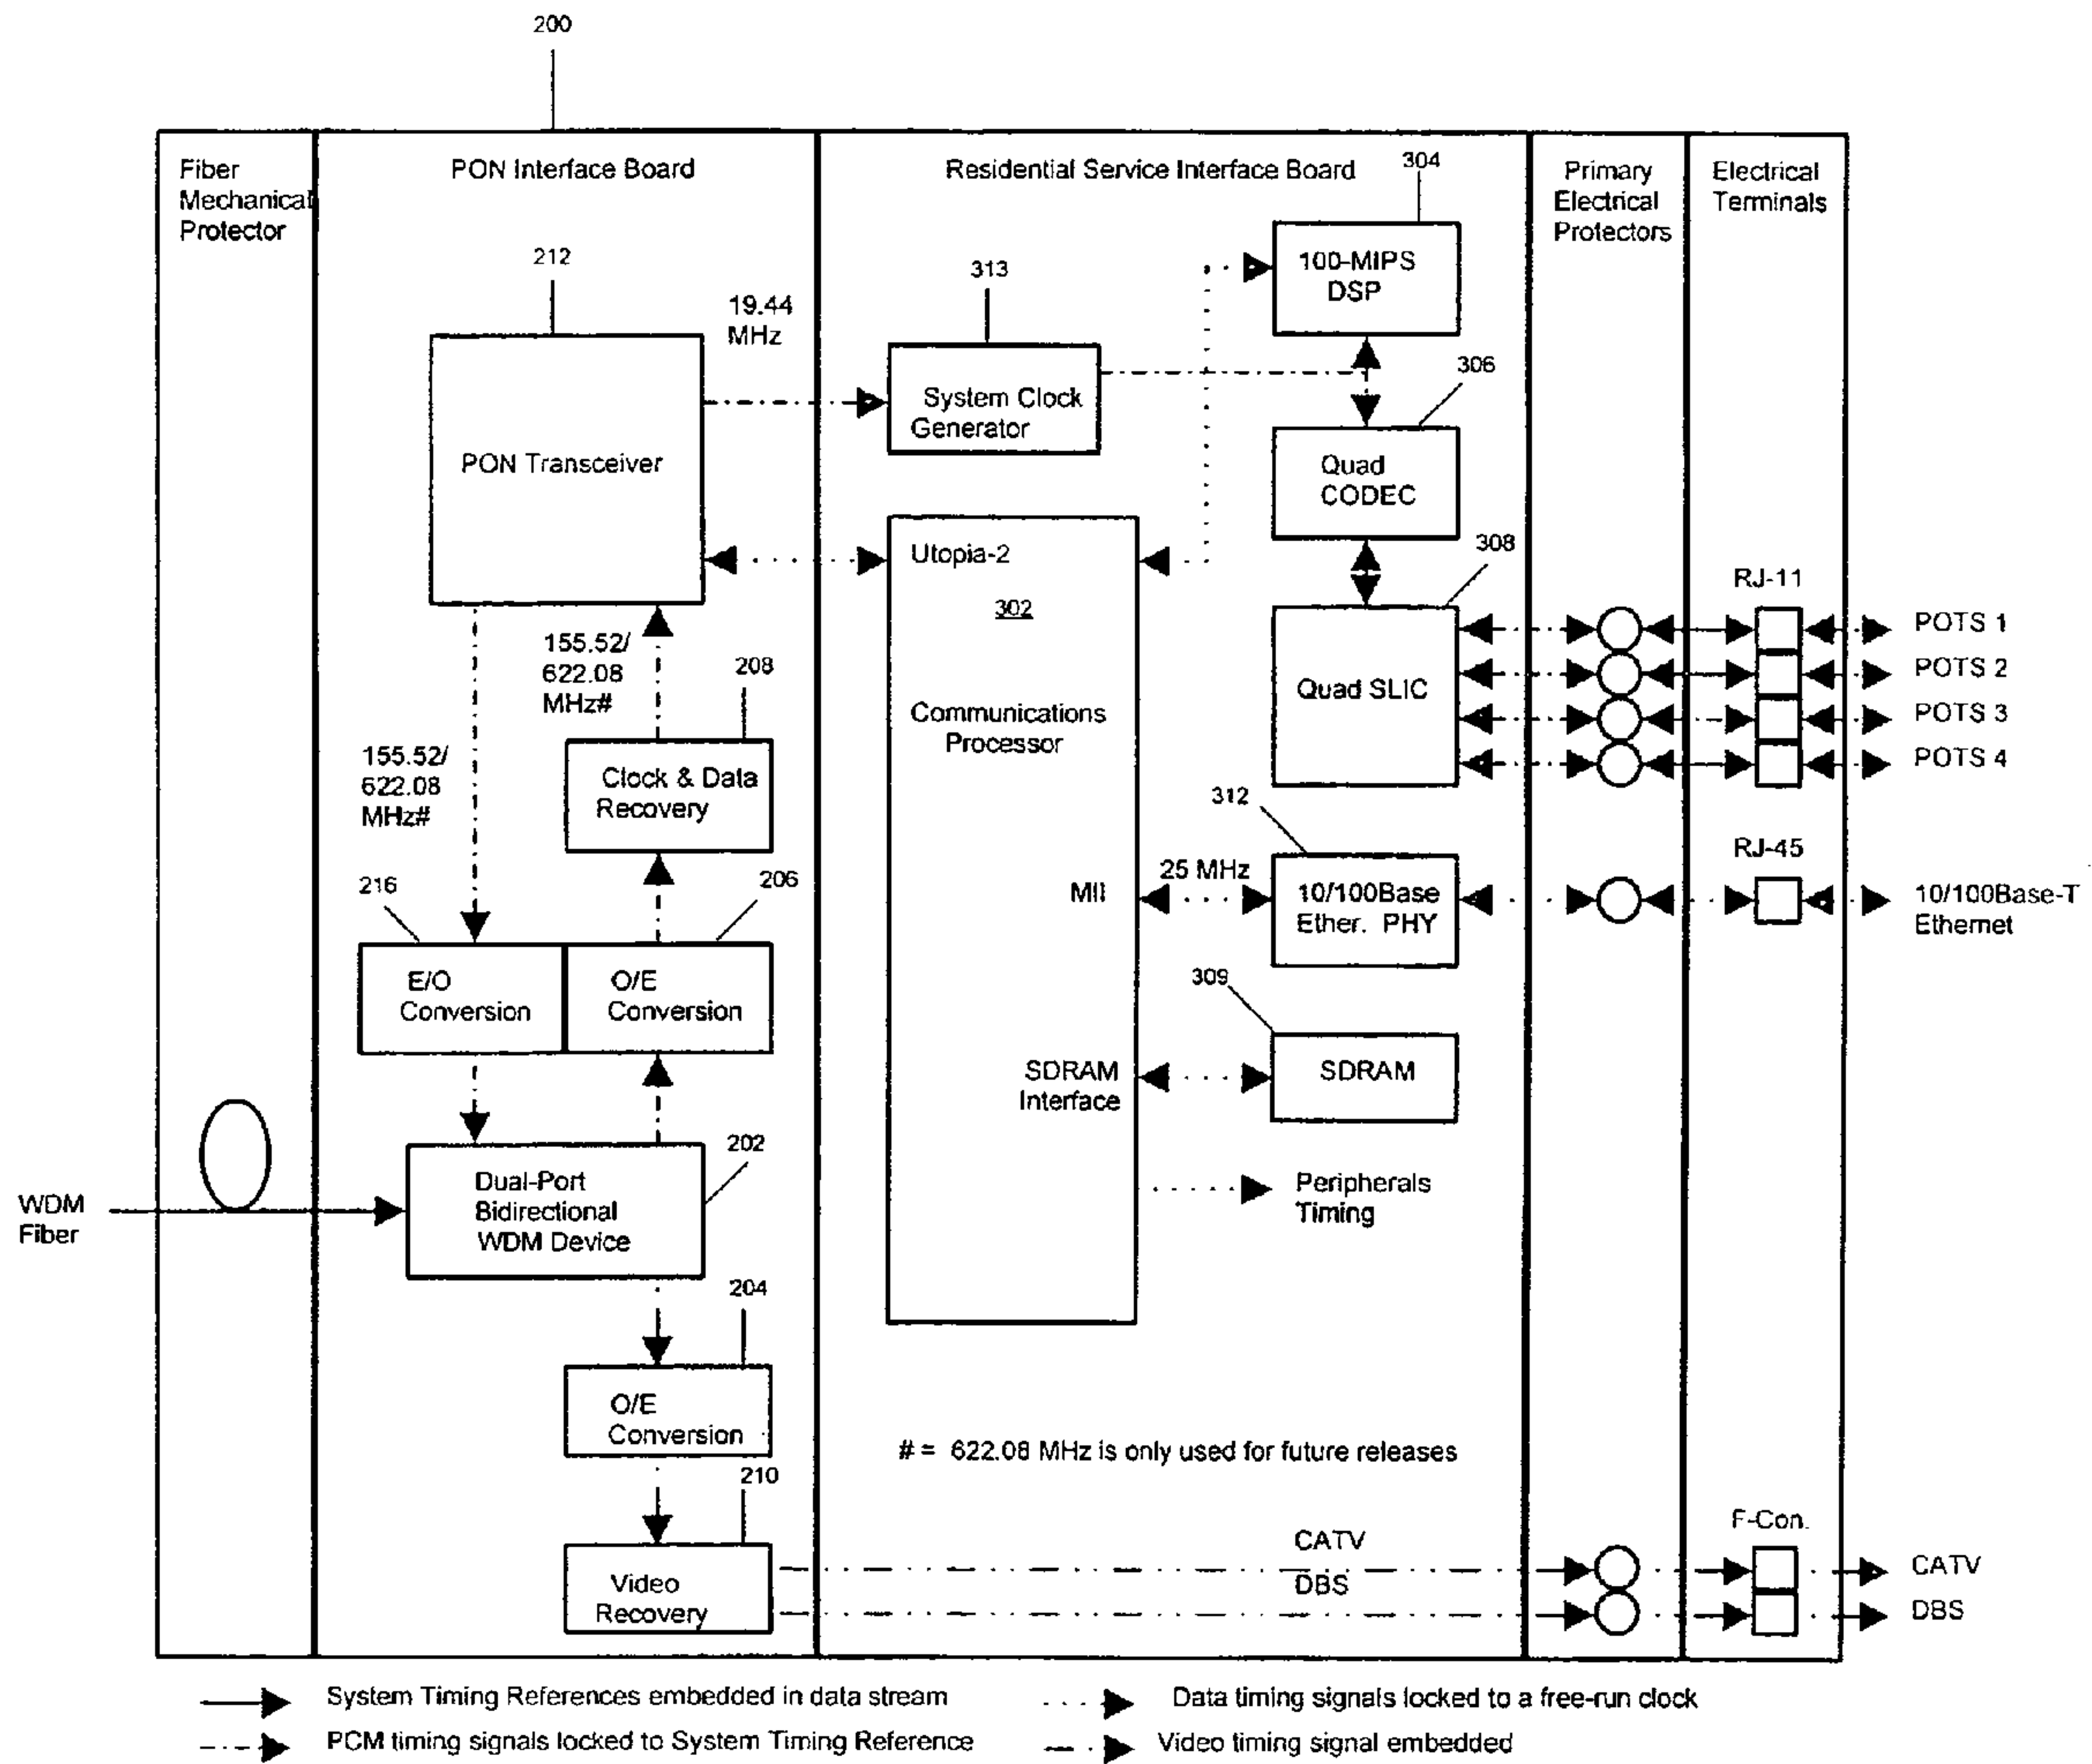 200
Fiber
Mechanical
Protector
PON Interface Board
Residential Service Interface Board
304
Primary
Electrical
Protectors
Electrical
Terminals
212
19.44
MHz
313
100-MIPS
DSP
306
System Clock
Generator
PON Transceiver
Quad
CODEC
Utopia-2
302
308
RJ-11
155.52/
622.08
MHz#
208
Communications
Processor
Quad SLIC
POTS 1
POTS 2
POTS 3
POTS 4
155.52/
622.08
MHz#
Clock & Data
Recovery
312
RJ-45
216
206
MII
25 MHz
10/100Base
Ether. PHY
10/100Base-T
Ethernet
E/O
Conversion
O/E
Conversion
309
SDRAM
Interface
SDRAM
202
WDM
Fiber
Dual-Port
Bidirectional
WDM Device
Peripherals
Timing
204
O/E
Conversion
# = 622.08 MHz is only used for future releases
210
F-Con.
Video
Recovery
CATV
DBS
CATV
DBS
System Timing References embedded in data stream
Data timing signals locked to a free-run clock
PCM timing signals locked to System Timing Reference
Video timing signal embedded